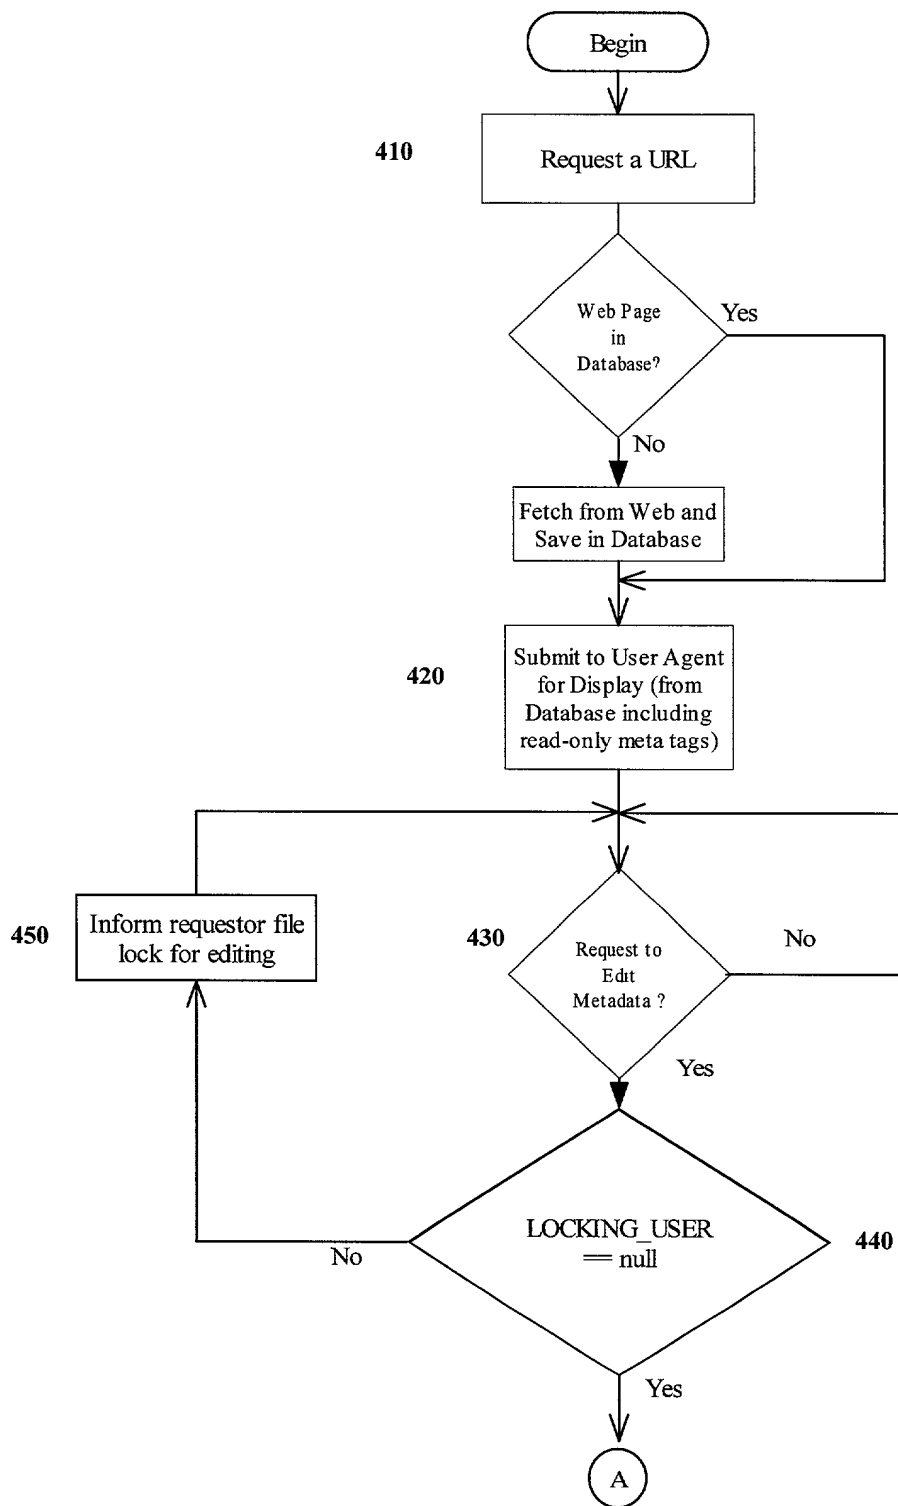 Begin
410
Request a URL
Web Page
in
Database?
Yes
No
Fetch from Web and
Save in Database
420
Submit to User Agent
for Display (from
Database including
read-only meta tags)
450
Inform requestor file
lock for editing
430
Request to
Edit
Metadata ?
No
Yes
LOCKING_USER
== null
440
No
Yes
A